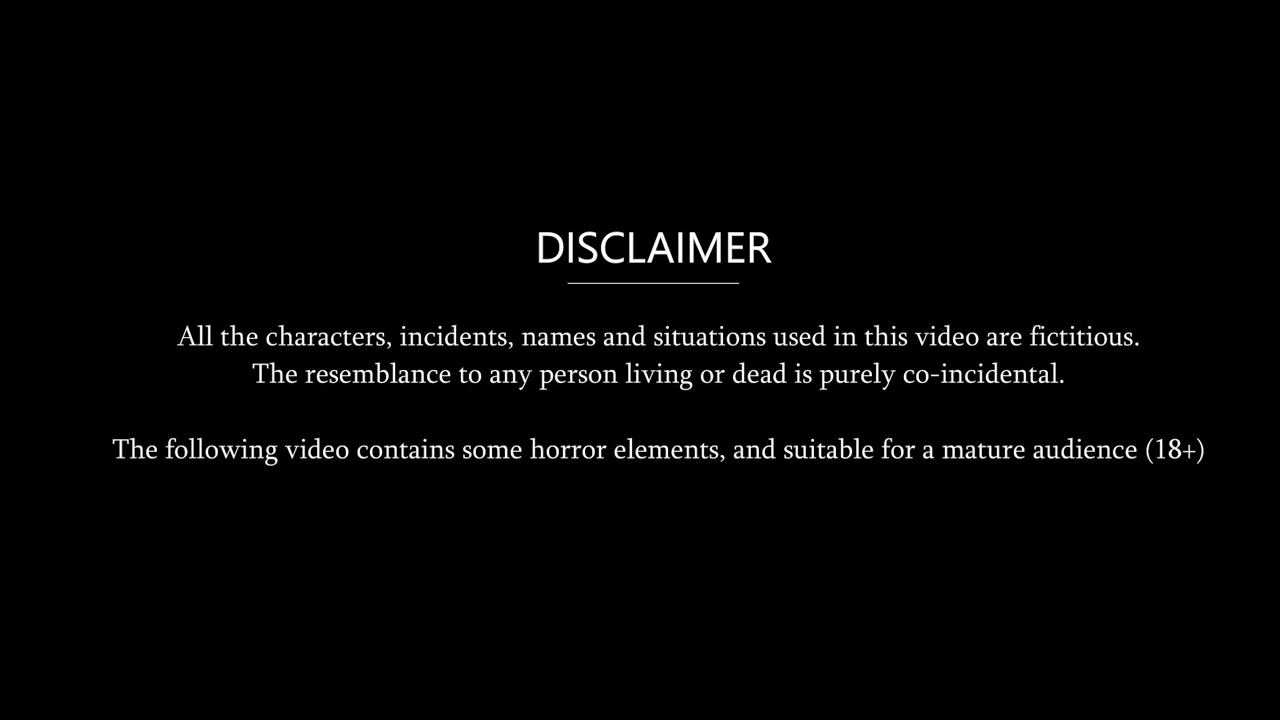 DISCLAIMER
All the characters, incidents, names and situations used in this video are fictitious.
The resemblance to any person living or dead is purely co-incidental.
The following video contains some horror elements, and suitable for a mature audience (18+)